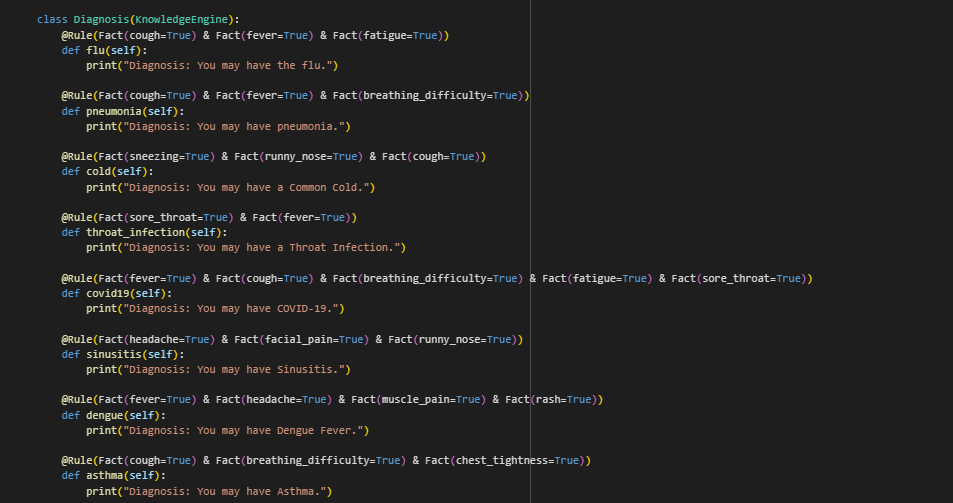 class Diagnosis(KnowledgeEngine):
    @Rule(Fact(cough=True) & Fact(fever=True) & Fact(fatigue=True))
    def flu(self):
        print("Diagnosis: You may have the flu.")

    @Rule(Fact(cough=True) & Fact(fever=True) & Fact(breathing_difficulty=True))
    def pneumonia(self):
        print("Diagnosis: You may have pneumonia.")

    @Rule(Fact(sneezing=True) & Fact(runny_nose=True) & Fact(cough=True))
    def cold(self):
        print("Diagnosis: You may have a Common Cold.")

    @Rule(Fact(sore_throat=True) & Fact(fever=True))
    def throat_infection(self):
        print("Diagnosis: You may have a Throat Infection.")

    @Rule(Fact(fever=True) & Fact(cough=True) & Fact(breathing_difficulty=True) & Fact(fatigue=True) & Fact(sore_throat=True))
    def covid19(self):
        print("Diagnosis: You may have COVID-19.")

    @Rule(Fact(headache=True) & Fact(facial_pain=True) & Fact(runny_nose=True))
    def sinusitis(self):
        print("Diagnosis: You may have Sinusitis.")

    @Rule(Fact(fever=True) & Fact(headache=True) & Fact(muscle_pain=True) & Fact(rash=True))
    def dengue(self):
        print("Diagnosis: You may have Dengue Fever.")

    @Rule(Fact(cough=True) & Fact(breathing_difficulty=True) & Fact(chest_tightness=True))
    def asthma(self):
        print("Diagnosis: You may have Asthma.")